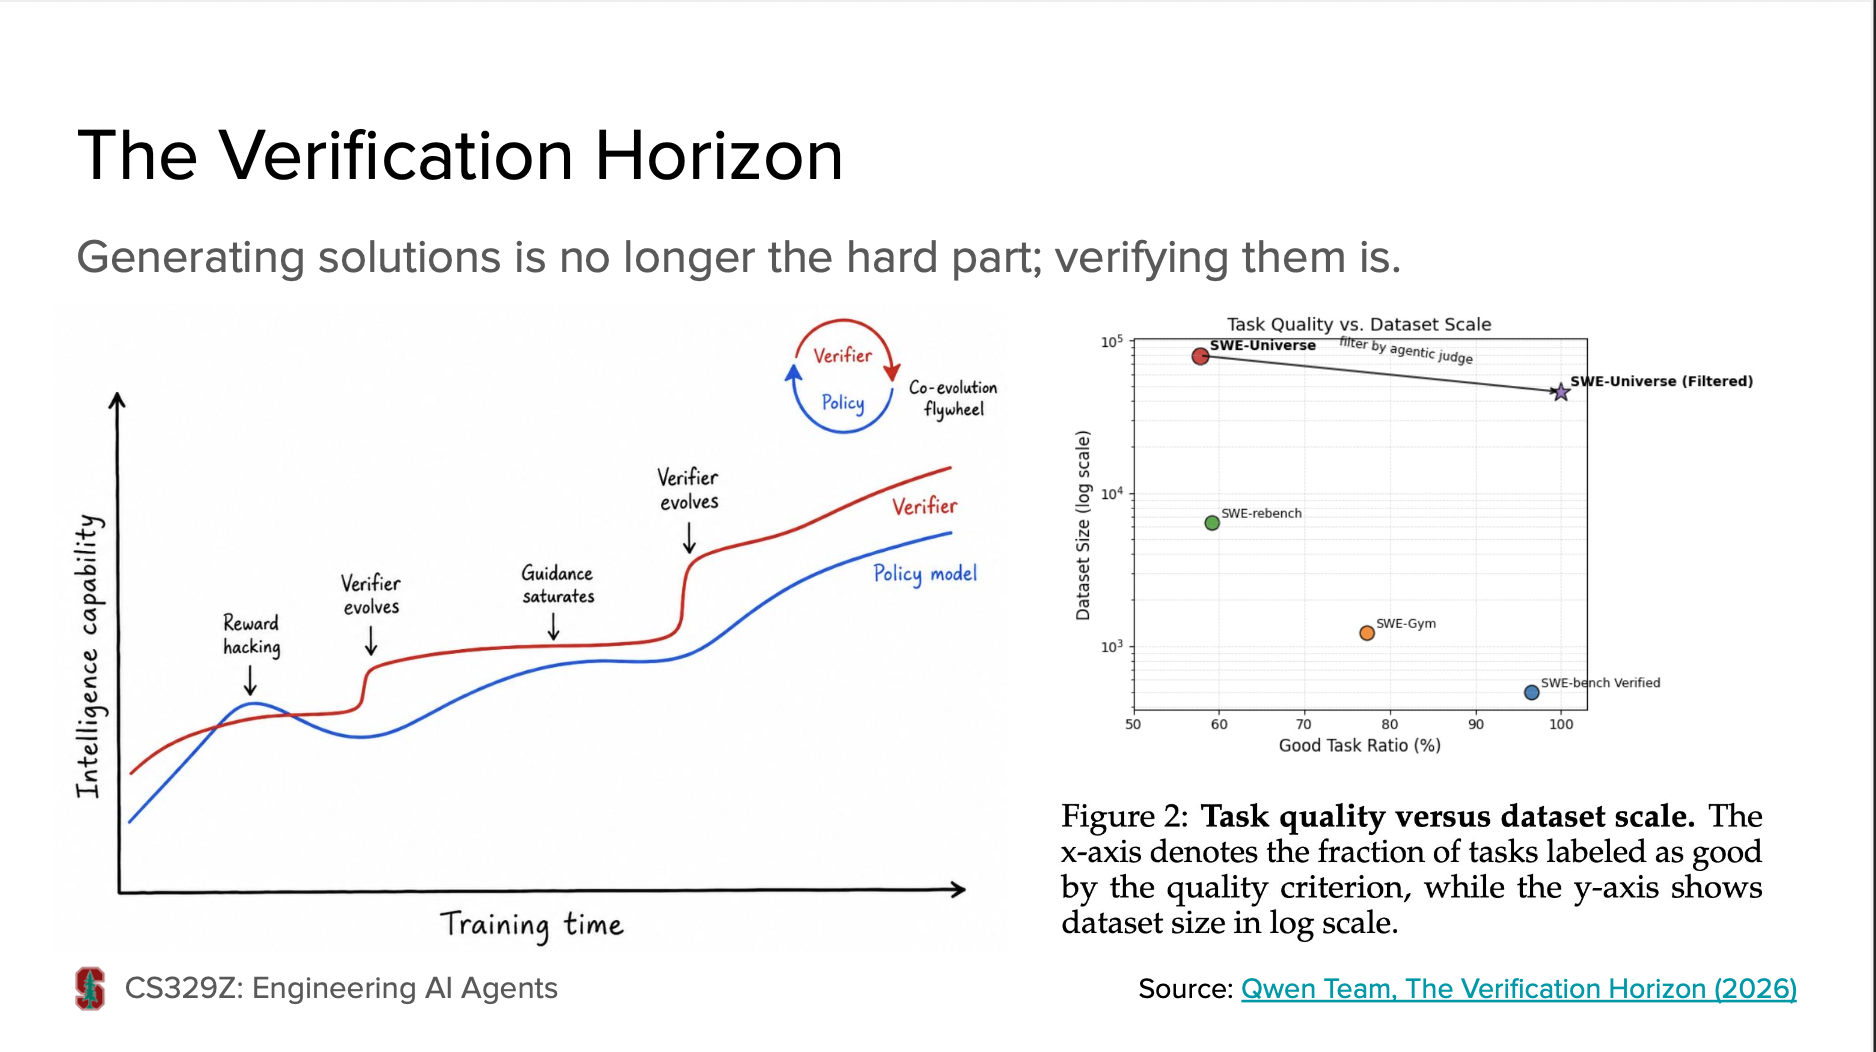 The Verification Horizon
Generating solutions is no longer the hard part; verifying them is.
Verifier
Policy
Co-evolution
flywheel
Verifier
evolves
Verifier
Policy model
Guidance
saturates
Verifier
evolves
Reward
hacking
Intelligence capability
Training time
Task Quality vs. Dataset Scale
SWE-Universe
filter by agentic judge
SWE-Universe (Filtered)
SWE-rebench
SWE-Gym
SWE-bench Verified
Dataset Size (log scale)
10⁵
10⁴
10³
50 60 70 80 90 100
Good Task Ratio (%)
Figure 2: Task quality versus dataset scale. The
x-axis denotes the fraction of tasks labeled as good
by the quality criterion, while the y-axis shows
dataset size in log scale.
CS329Z: Engineering AI Agents
Source: Qwen Team, The Verification Horizon (2026)